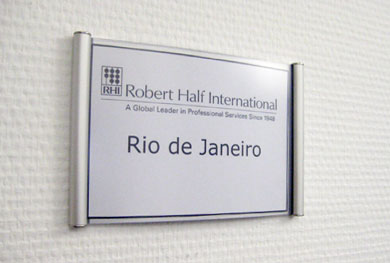 RHI Robert Half International
A Global Leader in Professional Services Since 1948
Rio de Janeiro